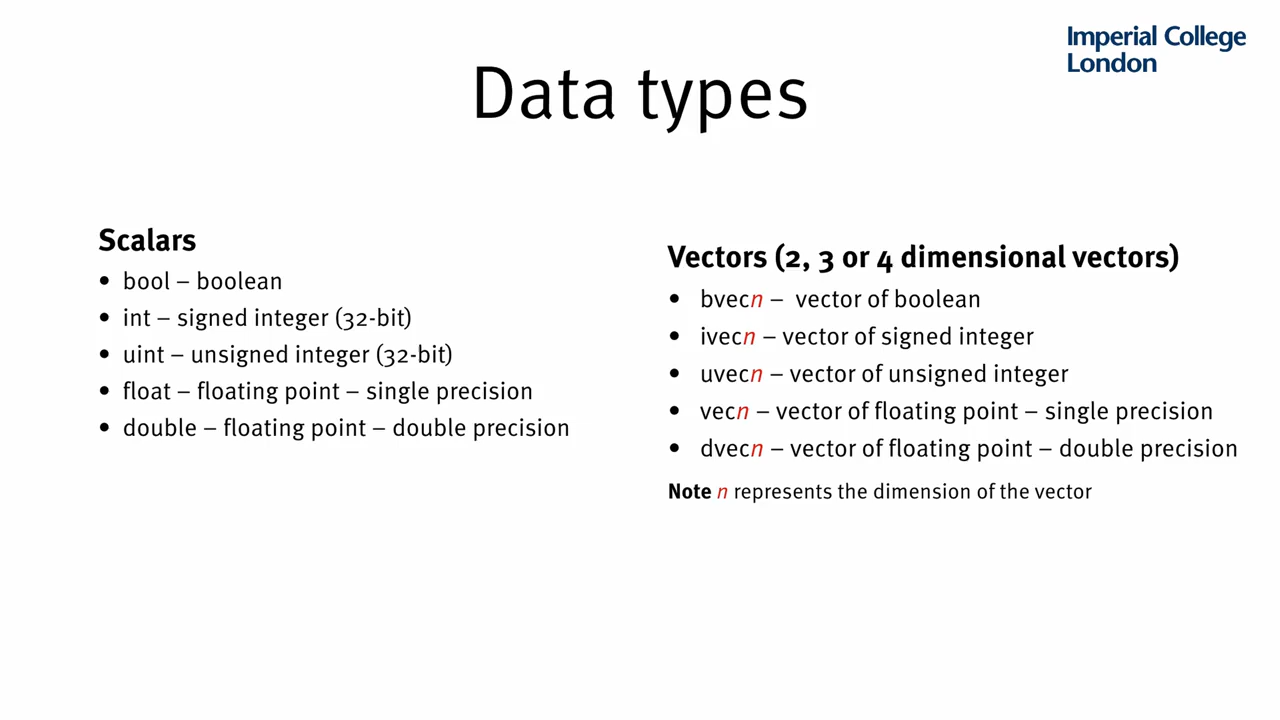 Imperial College
London
Data types
Scalars
• bool – boolean
• int – signed integer (32-bit)
• uint – unsigned integer (32-bit)
• float – floating point – single precision
• double – floating point – double precision
Vectors (2, 3 or 4 dimensional vectors)
• bvecn – vector of boolean
• ivecn – vector of signed integer
• uvecn – vector of unsigned integer
• vecn – vector of floating point – single precision
• dvecn – vector of floating point – double precision
Note n represents the dimension of the vector